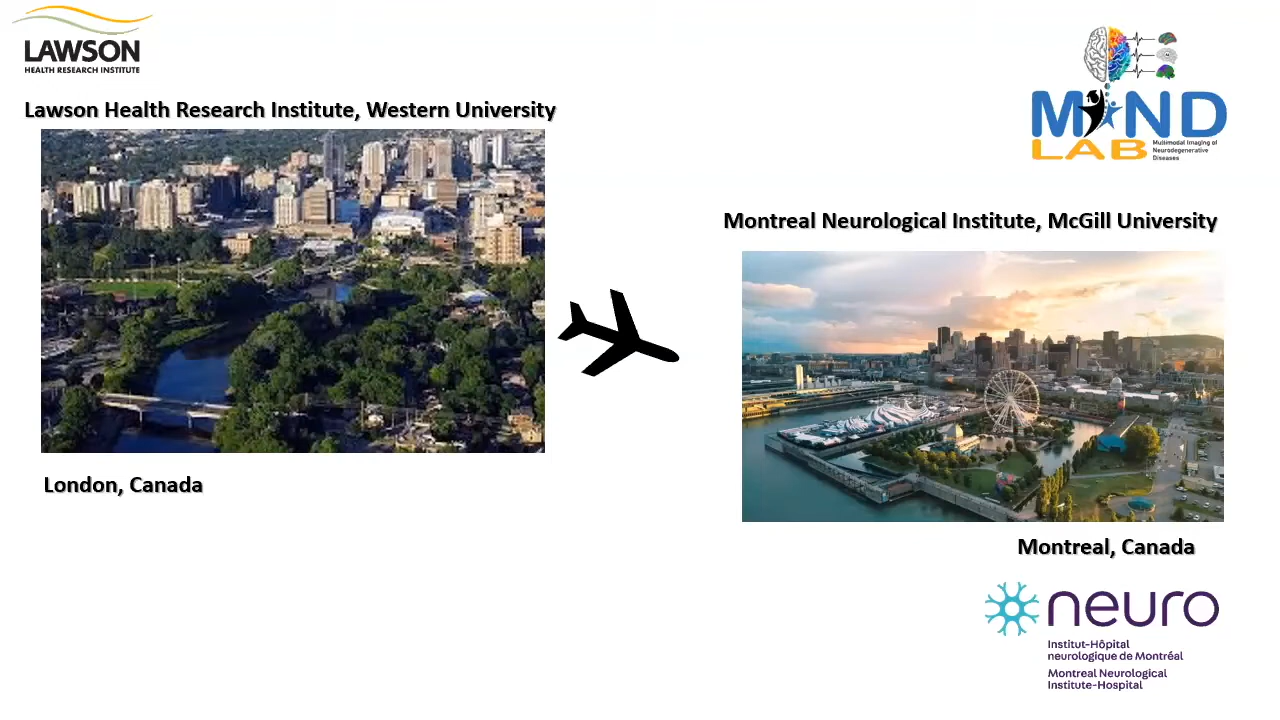 LAWSON
HEALTH RESEARCH INSTITUTE
Lawson Health Research Institute, Western University
London, Canada
MIND
LAB
Multimodal Imaging of
Neurodegenerative
Diseases
Montreal Neurological Institute, McGill University
Montreal, Canada
neuro
Institut-Hôpital
neurologique de Montréal
Montreal Neurological
Institute-Hospital